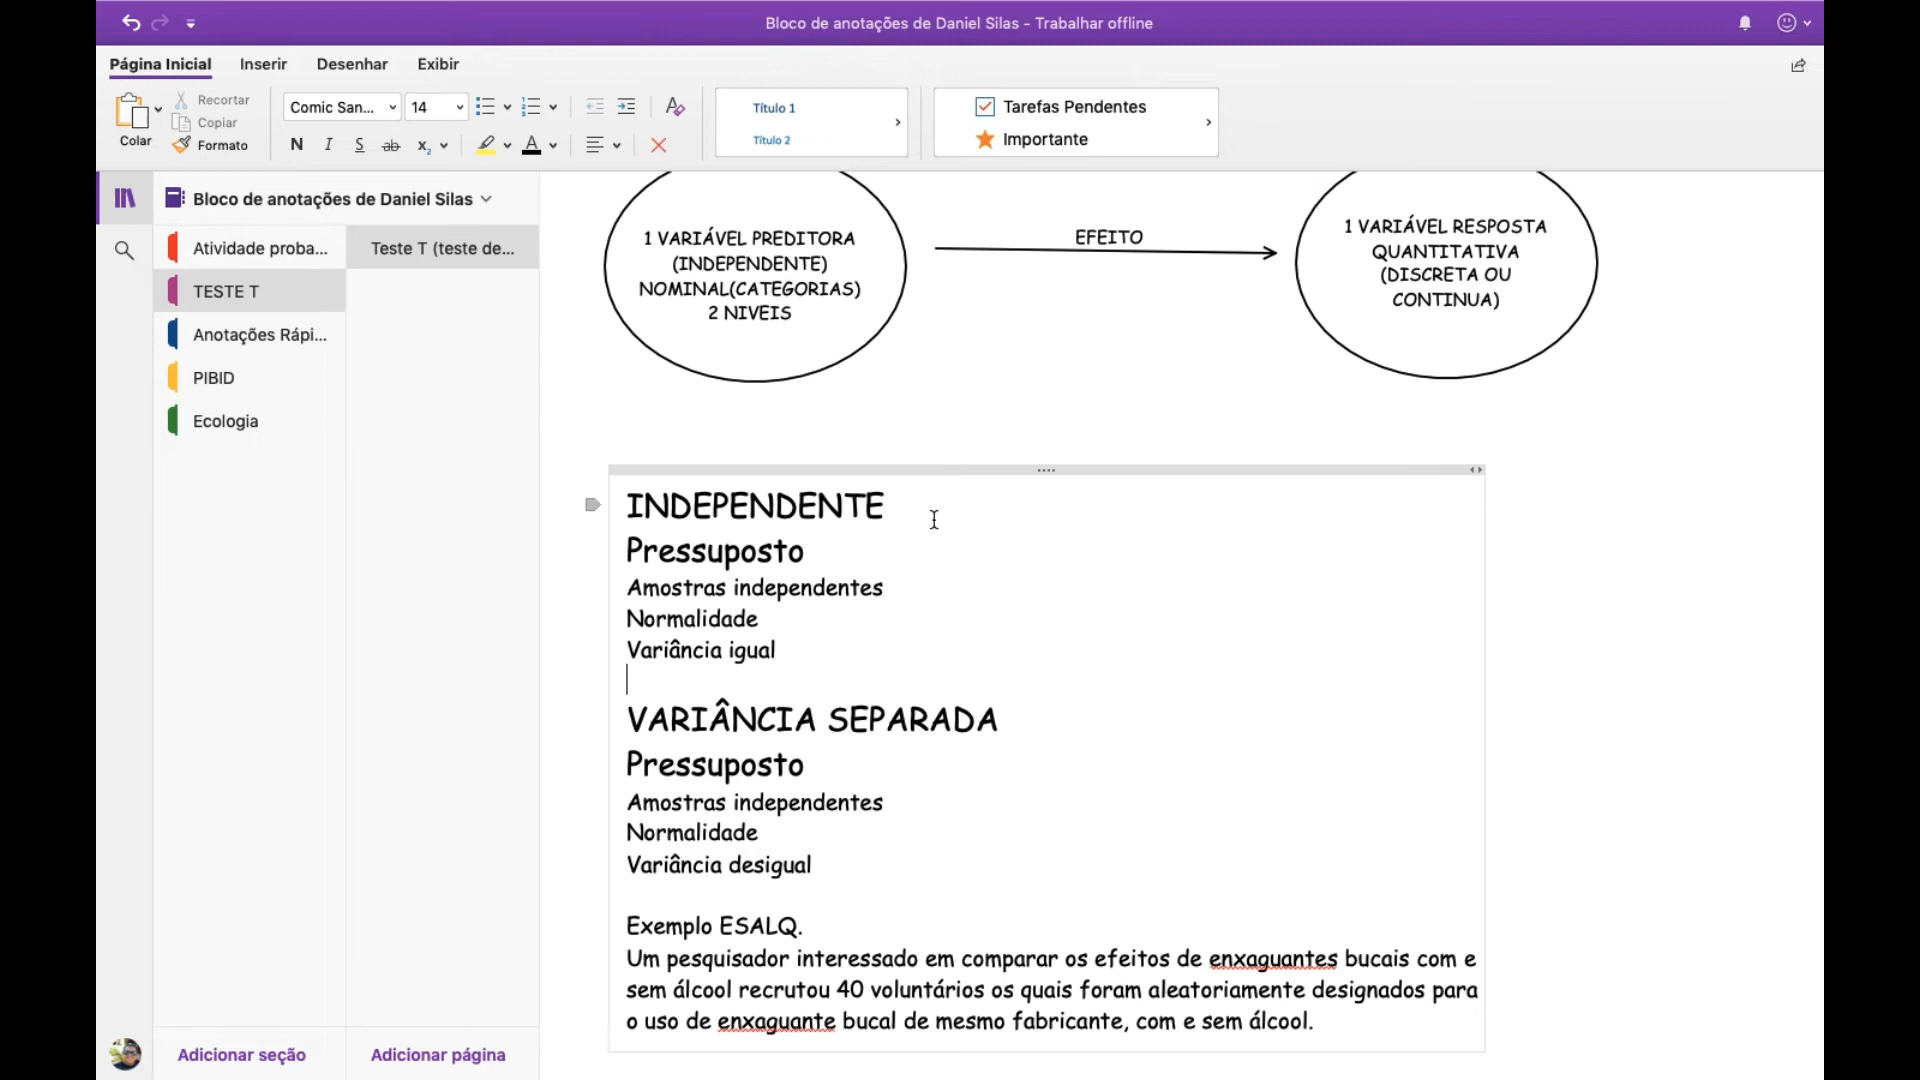 Bloco de anotações de Daniel Silas - Trabalhar offline
Página Inicial Inserir Desenhar Exibir
Colar
Recortar
Copiar
Formato
Comic San... 14
N I S ab x₂ A
Título 1
Título 2
Tarefas Pendentes
Importante
Bloco de anotações de Daniel Silas
Atividade proba...
TESTE T
Anotações Rápi...
PIBID
Ecologia
Teste T (teste de...
1 VARIÁVEL PREDITORA
(INDEPENDENTE)
NOMINAL(CATEGORIAS)
2 NIVEIS
EFEITO
1 VARIÁVEL RESPOSTA
QUANTITATIVA
(DISCRETA OU
CONTINUA)
INDEPENDENTE
Pressuposto
Amostras independentes
Normalidade
Variância igual
VARIÂNCIA SEPARADA
Pressuposto
Amostras independentes
Normalidade
Variância desigual
Exemplo ESALQ.
Um pesquisador interessado em comparar os efeitos de enxaguantes bucais com e
sem álcool recrutou 40 voluntários os quais foram aleatoriamente designados para
o uso de enxaguante bucal de mesmo fabricante, com e sem álcool.
Adicionar seção
Adicionar página